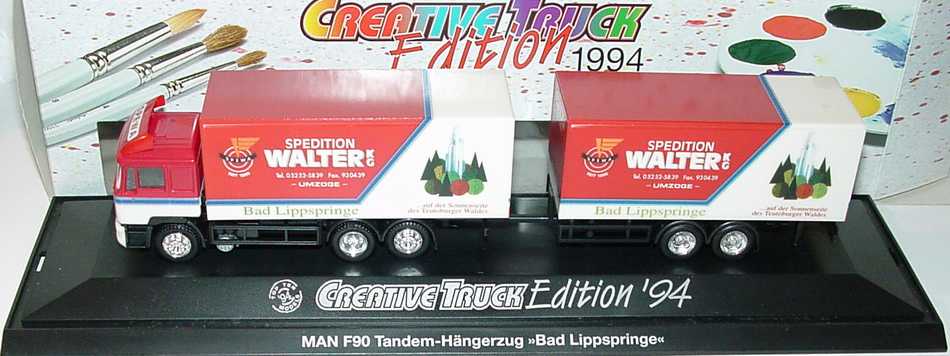 CREATIVE TRUCK
Edition 1994
SPEDITION
WALTER KG
Tel. 05252-5839 Fax. 930439
- UMZÜGE -
Bad Lippspringe
...auf der Sonnenseite
des Teutoburger Waldes
SPEDITION
WALTER KG
Tel. 05252-5839 Fax. 930439
- UMZÜGE -
Bad Lippspringe
...auf der Sonnenseite
des Teutoburger Waldes
CREATIVE TRUCK Edition '94
MAN F90 Tandem-Hängerzug »Bad Lippspringe«